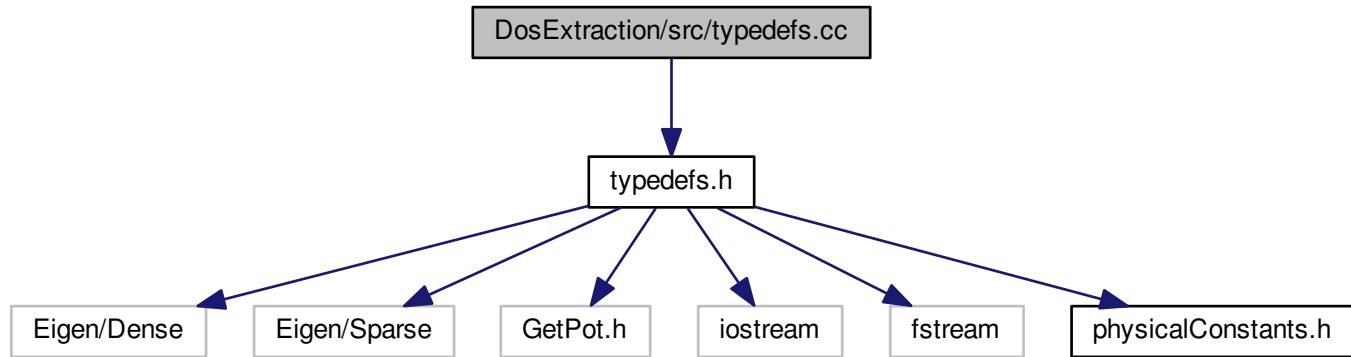 DosExtraction/src/typedefs.cc
typedefs.h
Eigen/Dense
Eigen/Sparse
GetPot.h
iostream
fstream
physicalConstants.h